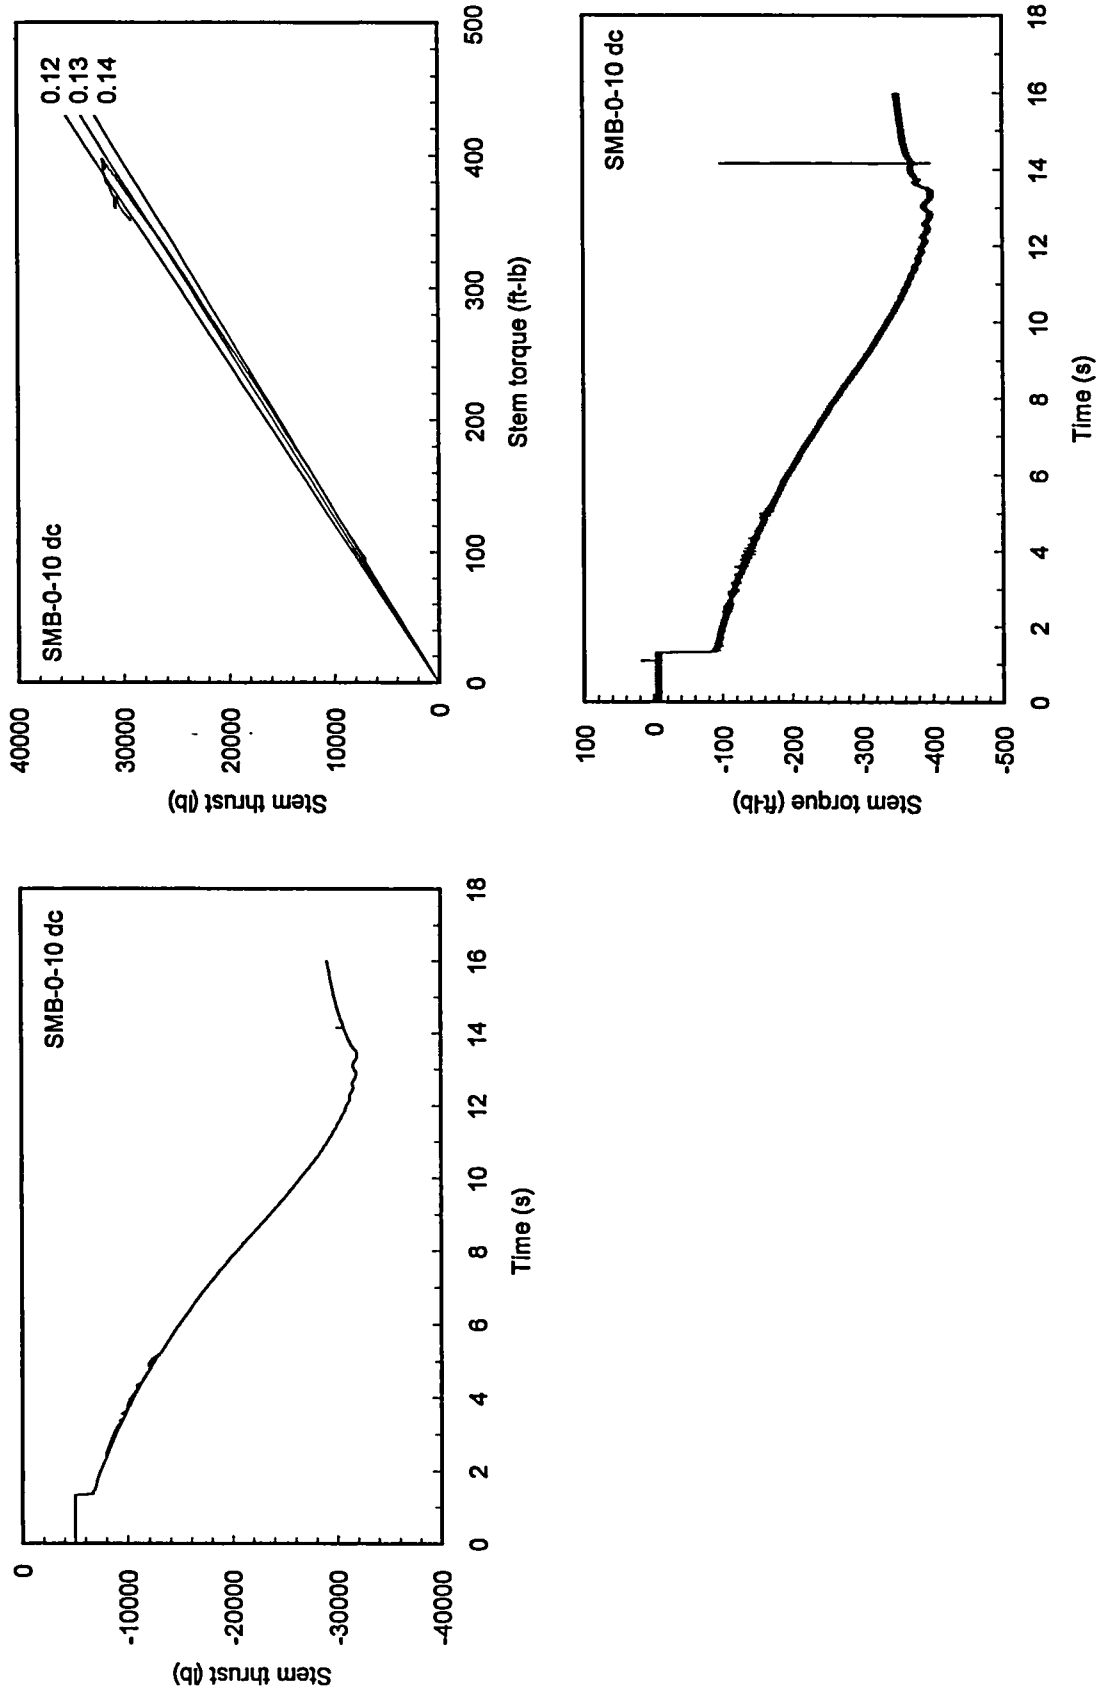 SMB-0-10 dc
0
-10000
-20000
-30000
-40000
Stem thrust (lb)
0 2 4 6 8 10 12 14 16 18
Time (s)
SMB-0-10 dc
0.12
0.13
0.14
40000
30000
20000
10000
0
Stem thrust (lb)
0 100 200 300 400 500
Stem torque (ft-lb)
SMB-0-10 dc
100
0
-100
-200
-300
-400
-500
Stem torque (ft-lb)
0 2 4 6 8 10 12 14 16 18
Time (s)